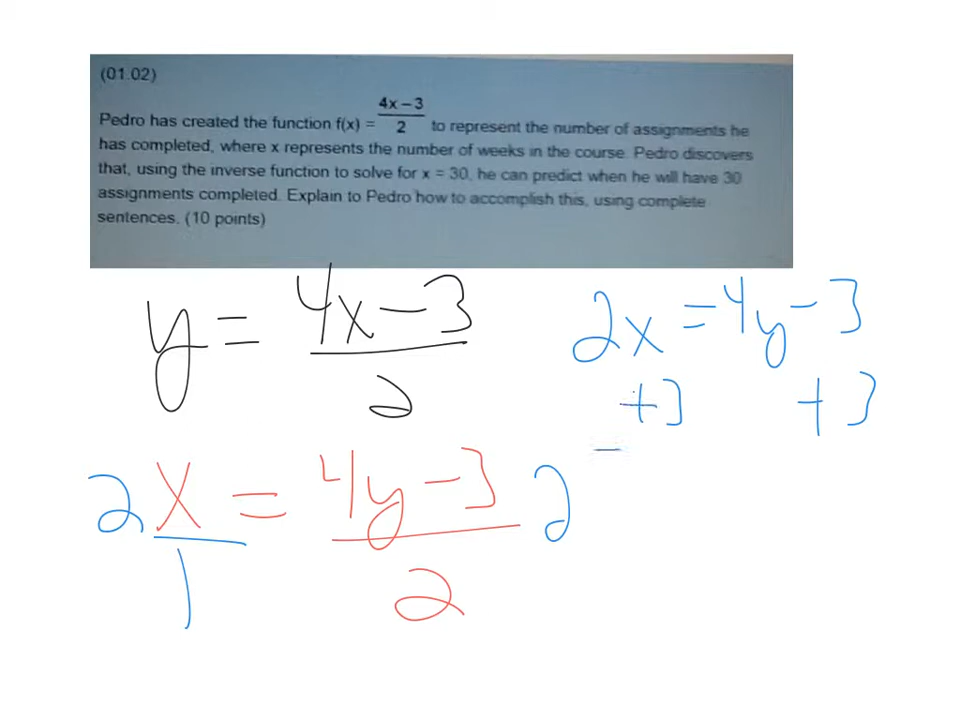 (01.02)
Pedro has created the function f(x) = (4x – 3)/2 to represent the number of assignments he
has completed, where x represents the number of weeks in the course. Pedro discovers
that, using the inverse function to solve for x = 30, he can predict when he will have 30
assignments completed. Explain to Pedro how to accomplish this, using complete
sentences. (10 points)
y = (4x – 3)/2
2x = 4y – 3
+3 +3
2 x/1 = (4y – 3)/2 2